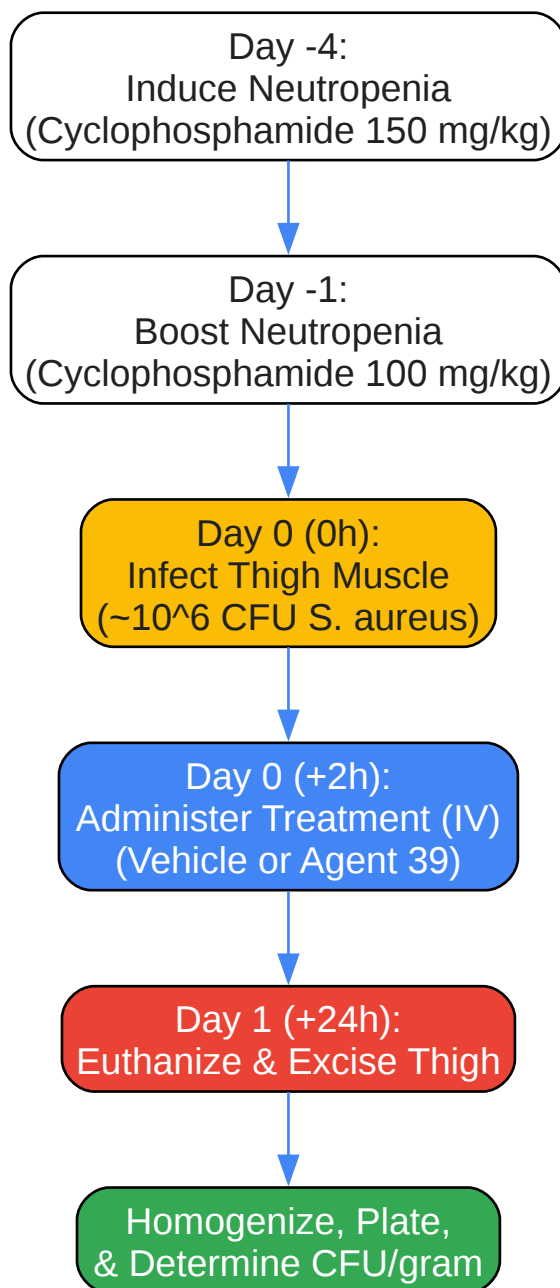 Day -4:
Induce Neutropenia
(Cyclophosphamide 150 mg/kg)
Day -1:
Boost Neutropenia
(Cyclophosphamide 100 mg/kg)
Day 0 (0h):
Infect Thigh Muscle
(~10^6 CFU S. aureus)
Day 0 (+2h):
Administer Treatment (IV)
(Vehicle or Agent 39)
Day 1 (+24h):
Euthanize & Excise Thigh
Homogenize, Plate,
& Determine CFU/gram